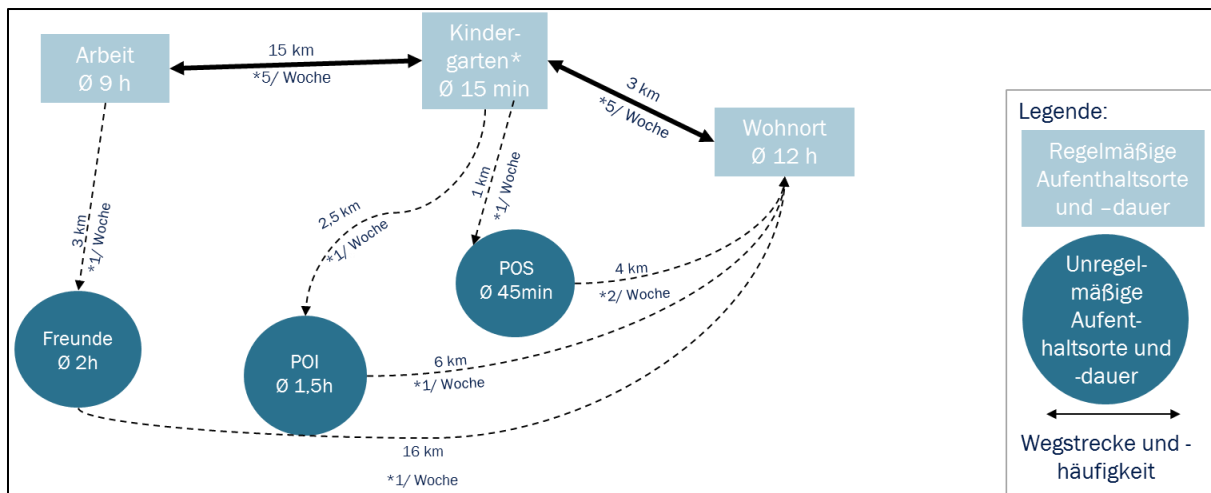 Arbeit
Ø 9 h
15 km
*5/ Woche
Kinder-
garten*
Ø 15 min
3 km
*5/ Woche
Wohnort
Ø 12 h
3 km
*1/ Woche
2,5 km
*1/ Woche
1 km
*1/ Woche
Freunde
Ø 2h
POI
Ø 1,5h
POS
Ø 45min
4 km
*2/ Woche
6 km
*1/ Woche
16 km
*1/ Woche
Legende:
Regelmäßige
Aufenthaltsorte
und –dauer
Unregel-
mäßige
Aufent-
haltsorte und
-dauer
Wegstrecke und -
häufigkeit